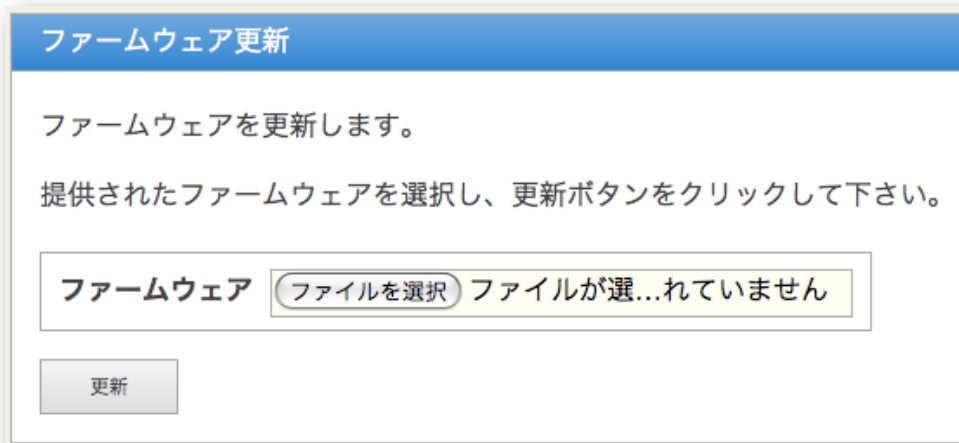 ファームウェア更新
ファームウェアを更新します。
提供されたファームウェアを選択し、更新ボタンをクリックして下さい。
ファームウェア ファイルを選択 ファイルが選...れていません
更新